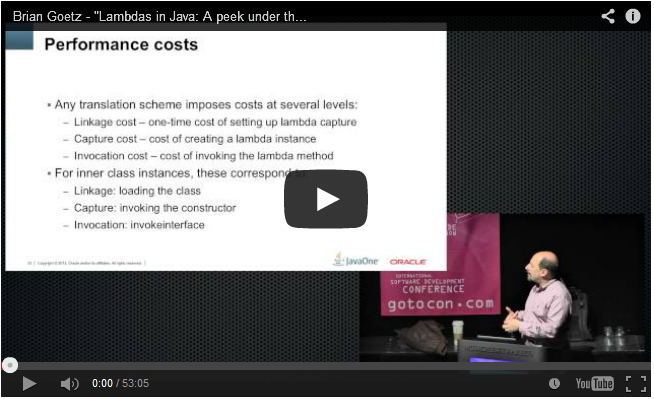 Brian Goetz - "Lambdas in Java: A peek under th...
Performance costs
▪ Any translation scheme imposes costs at several levels:
– Linkage cost – one-time cost of setting up lambda capture
– Capture cost – cost of creating a lambda instance
– Invocation cost – cost of invoking the lambda method
▪ For inner class instances, these correspond to
– Linkage: loading the class
– Capture: invoking the constructor
– Invocation: invokeinterface
JavaOne
ORACLE
INTERNATIONAL
SOFTWARE DEVELOPMENT
CONFERENCE
gotocon.com
0:00 / 53:05
YouTube